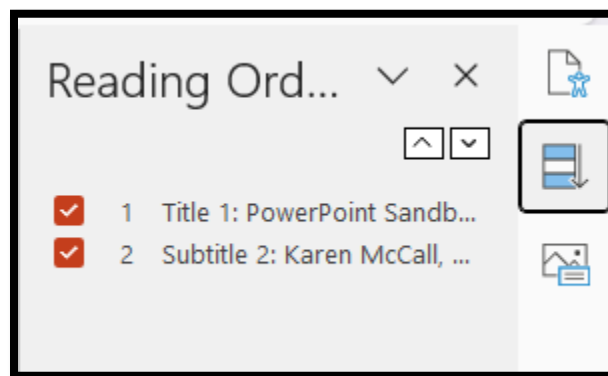 Reading Ord...
1 Title 1: PowerPoint Sandb...
2 Subtitle 2: Karen McCall, ...